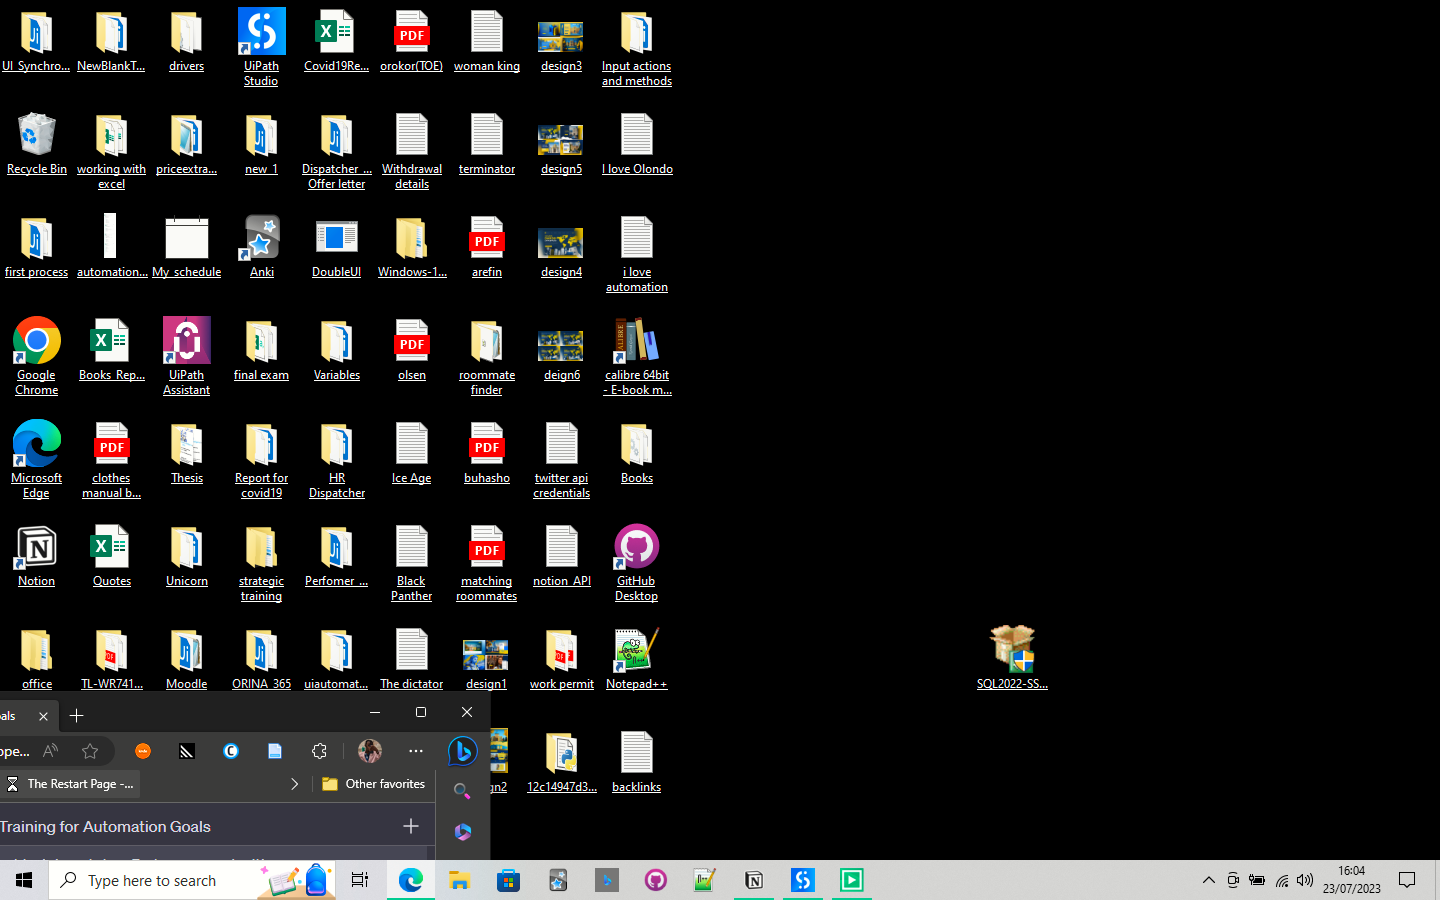 UI_Synchro...
NewBlankT...
drivers
UiPath
Studio
Covid19Re...
orokor(TOE)
woman king
design3
Input actions
and methods
Recycle Bin
working with
excel
priceextra...
new_1
Dispatcher_...
Offer letter
Withdrawal
details
terminator
design5
I love Olondo
first process
automation...
My_schedule
Anki
DoubleUI
Windows-1...
arefin
design4
i love
automation
Google
Chrome
Books_Rep...
UiPath
Assistant
final exam
Variables
olsen
roommate
finder
deign6
calibre 64bit
- E-book m...
Microsoft
Edge
clothes
manual b...
Thesis
Report for
covid19
HR
Dispatcher
Ice Age
buhasho
twitter api
credentials
Books
Notion
Quotes
Unicorn
strategic
training
Perfomer_...
Black
Panther
matching
roommates
notion_API
GitHub
Desktop
office
TL-WR741...
Moodle
ORINA_365
uiautomat...
The dictator
design1
work permit
Notepad++
SQL2022-SS...
oals
ope...
The Restart Page -...
Other favorites
Training for Automation Goals
gn2
12c14947d3...
backlinks
Type here to search
16:04
23/07/2023